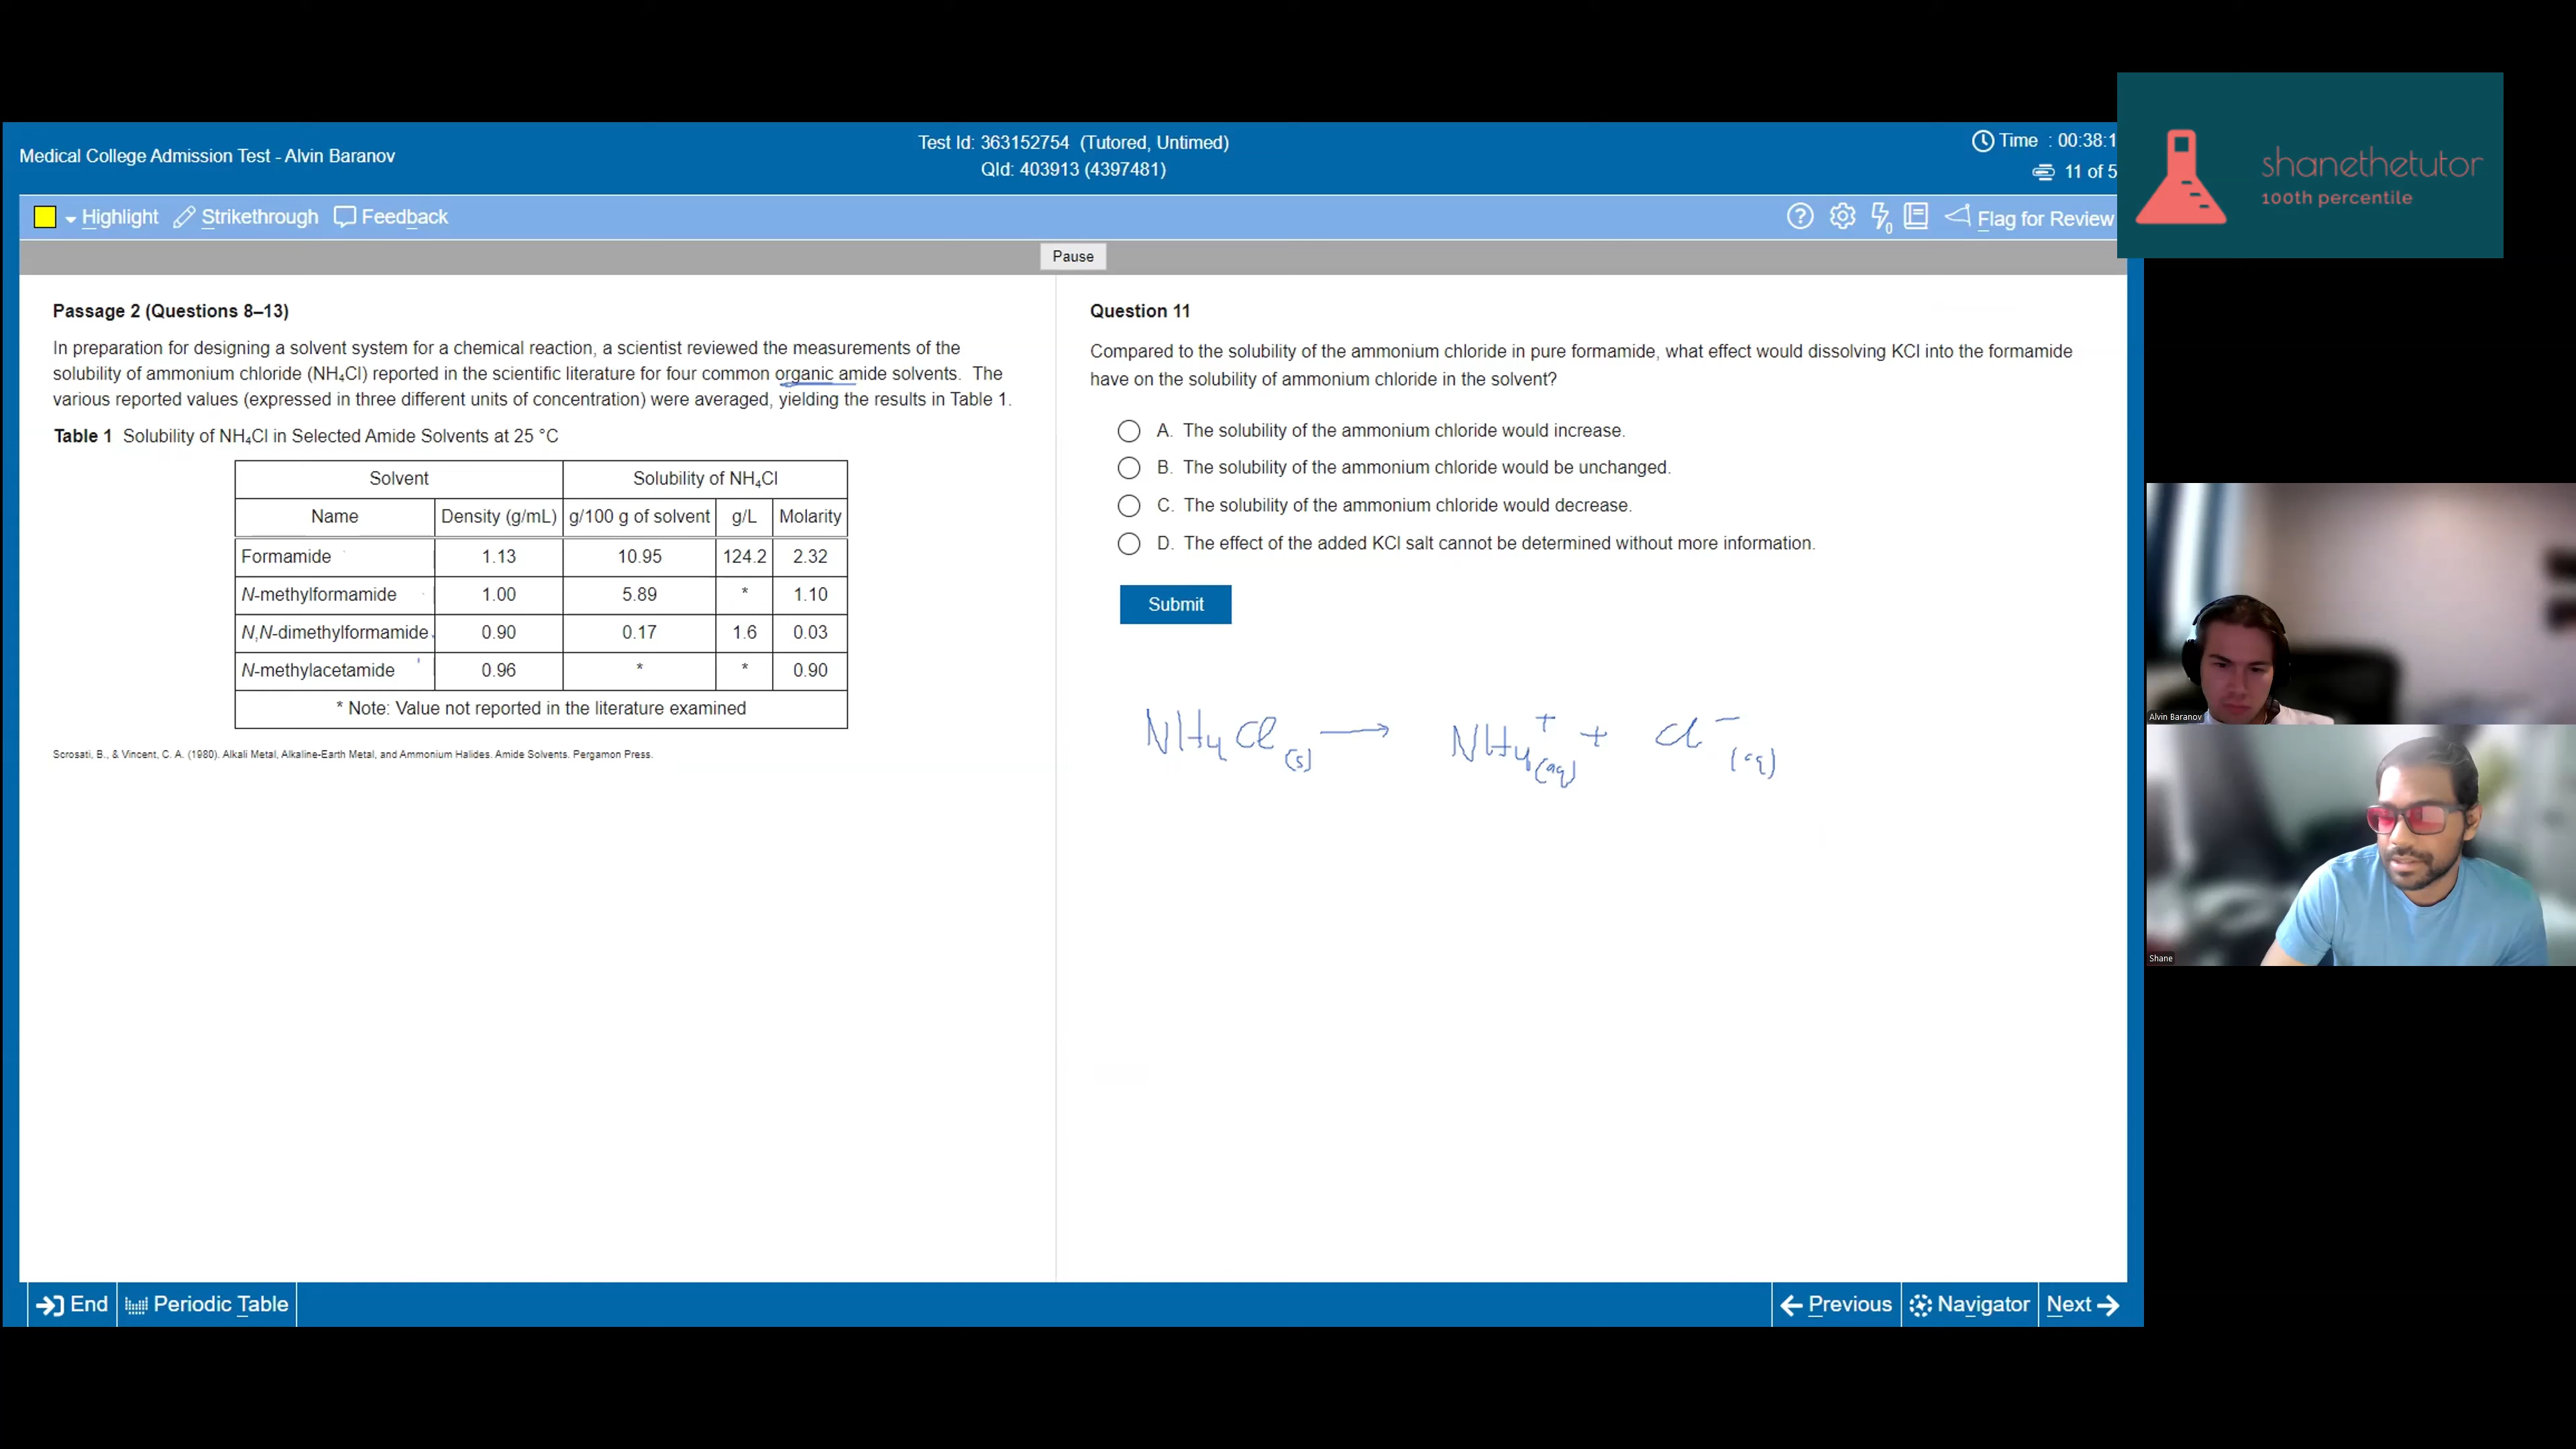 Medical College Admission Test - Alvin Baranov
Test Id: 363152754 (Tutored, Untimed)
QId: 403913 (4397481)
Time : 00:38:1
11 of 5
shanethetutor
100th percentile
Highlight Strikethrough Feedback
0 Flag for Review
Pause
Passage 2 (Questions 8–13)
In preparation for designing a solvent system for a chemical reaction, a scientist reviewed the measurements of the
solubility of ammonium chloride (NH₄Cl) reported in the scientific literature for four common organic amide solvents. The
various reported values (expressed in three different units of concentration) were averaged, yielding the results in Table 1.
Table 1 Solubility of NH₄Cl in Selected Amide Solvents at 25 °C
Solvent Solubility of NH₄Cl
Name Density (g/mL) g/100 g of solvent g/L Molarity
Formamide 1.13 10.95 124.2 2.32
N-methylformamide 1.00 5.89 * 1.10
N,N-dimethylformamide 0.90 0.17 1.6 0.03
N-methylacetamide 0.96 * * 0.90
* Note: Value not reported in the literature examined
Scrosati, B., & Vincent, C. A. (1980). Alkali Metal, Alkaline-Earth Metal, and Ammonium Halides. Amide Solvents. Pergamon Press.
Question 11
Compared to the solubility of the ammonium chloride in pure formamide, what effect would dissolving KCl into the formamide
have on the solubility of ammonium chloride in the solvent?
A. The solubility of the ammonium chloride would increase.
B. The solubility of the ammonium chloride would be unchanged.
C. The solubility of the ammonium chloride would decrease.
D. The effect of the added KCl salt cannot be determined without more information.
Submit
NH₄Cl(s) → NH₄⁺(aq) + Cl⁻(aq)
Alvin Baranov
Shane
End Periodic Table
Previous Navigator Next